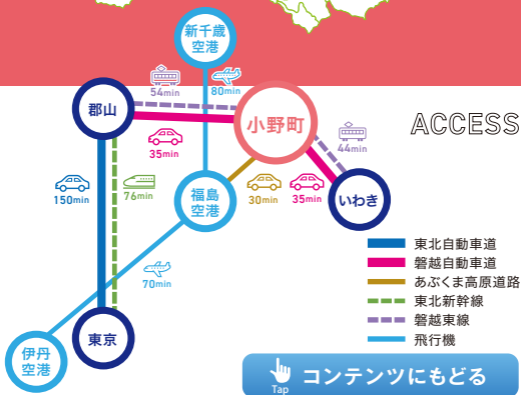 新千歳
空港
54min
80min
郡山
小野町
ACCESS
35min
44min
150min
76min
福島
空港
30min
35min
いわき
70min
東北自動車道
磐越自動車道
あぶくま高原道路
東北新幹線
磐越東線
飛行機
東京
伊丹
空港
Tap
コンテンツにもどる